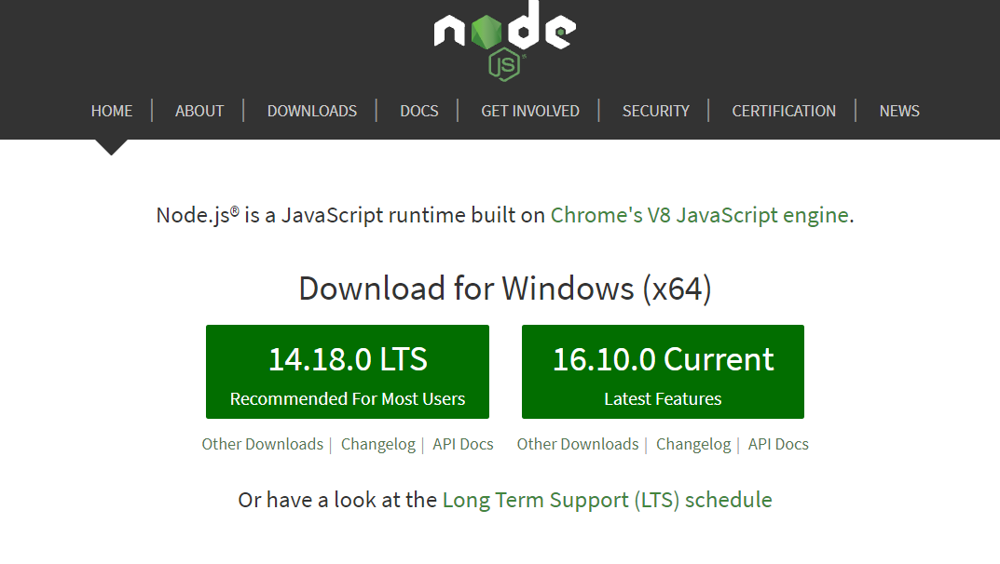 node
JS
HOME | ABOUT | DOWNLOADS | DOCS | GET INVOLVED | SECURITY | CERTIFICATION | NEWS
Node.js® is a JavaScript runtime built on Chrome's V8 JavaScript engine.
Download for Windows (x64)
14.18.0 LTS 16.10.0 Current
Recommended For Most Users Latest Features
Other Downloads | Changelog | API Docs Other Downloads | Changelog | API Docs
Or have a look at the Long Term Support (LTS) schedule